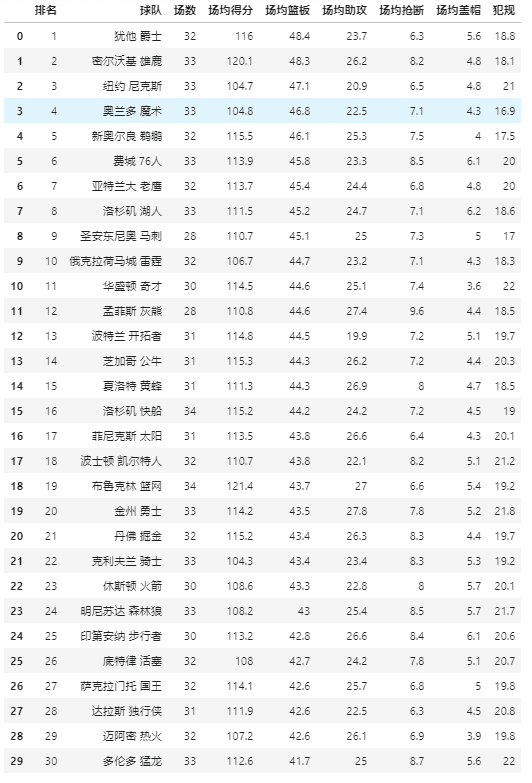 排名 球队 场数 场均得分 场均篮板 场均助攻 场均抢断 场均盖帽 犯规
0 1 犹他 爵士 32 116 48.4 23.7 6.3 5.6 18.8
1 2 密尔沃基 雄鹿 33 120.1 48.3 26.2 8.2 4.8 18.1
2 3 纽约 尼克斯 33 104.7 47.1 20.9 6.5 4.8 21
3 4 奥兰多 魔术 33 104.8 46.8 22.5 7.1 4.3 16.9
4 5 新奥尔良 鹈鹕 32 115.5 46.1 25.3 7.5 4 17.5
5 6 费城 76人 33 113.9 45.8 23.3 8.5 6.1 20
6 7 亚特兰大 老鹰 32 113.7 45.4 24.4 6.8 4.8 20
7 8 洛杉矶 湖人 33 111.5 45.2 24.7 7.1 6.2 18.6
8 9 圣安东尼奥 马刺 28 110.7 45.1 25 7.3 5 17
9 10 俄克拉荷马城 雷霆 32 106.7 44.7 23.2 7.1 4.3 18.3
10 11 华盛顿 奇才 30 114.5 44.6 25.1 7.4 3.6 22
11 12 孟菲斯 灰熊 28 110.8 44.6 27.4 9.6 4.4 18.5
12 13 波特兰 开拓者 31 114.8 44.5 19.9 7.2 5.1 19.7
13 14 芝加哥 公牛 31 115.3 44.3 26.2 7.2 4.4 20.3
14 15 夏洛特 黄蜂 31 111.3 44.3 26.9 8 4.7 18.5
15 16 洛杉矶 快船 34 115.2 44.2 24.2 7.2 4.5 19
16 17 菲尼克斯 太阳 31 113.5 43.8 26.6 6.4 4.3 20.1
17 18 波士顿 凯尔特人 32 110.7 43.8 22.1 8.2 5.1 21.2
18 19 布鲁克林 篮网 34 121.4 43.7 27 6.6 5.4 19.2
19 20 金州 勇士 33 114.2 43.5 27.8 7.8 5.2 21.8
20 21 丹佛 掘金 32 115.2 43.4 26.3 8.3 4.4 19.7
21 22 克利夫兰 骑士 33 104.3 43.4 23.4 8.3 5.3 19.2
22 23 休斯顿 火箭 30 108.6 43.3 22.8 8 5.7 20.1
23 24 明尼苏达 森林狼 33 108.2 43 25.4 8.5 5.7 21.7
24 25 印第安纳 步行者 30 113.2 42.8 26.6 8.4 6.1 20.6
25 26 底特律 活塞 32 108 42.7 24.2 7.8 5.1 20.7
26 27 萨克拉门托 国王 32 114.1 42.6 25.7 6.8 5 19.8
27 28 达拉斯 独行侠 31 111.9 42.6 22.5 6.3 4.5 20.8
28 29 迈阿密 热火 32 107.2 42.6 26.1 6.9 3.9 19.8
29 30 多伦多 猛龙 33 112.6 41.7 25 8.7 5.6 22